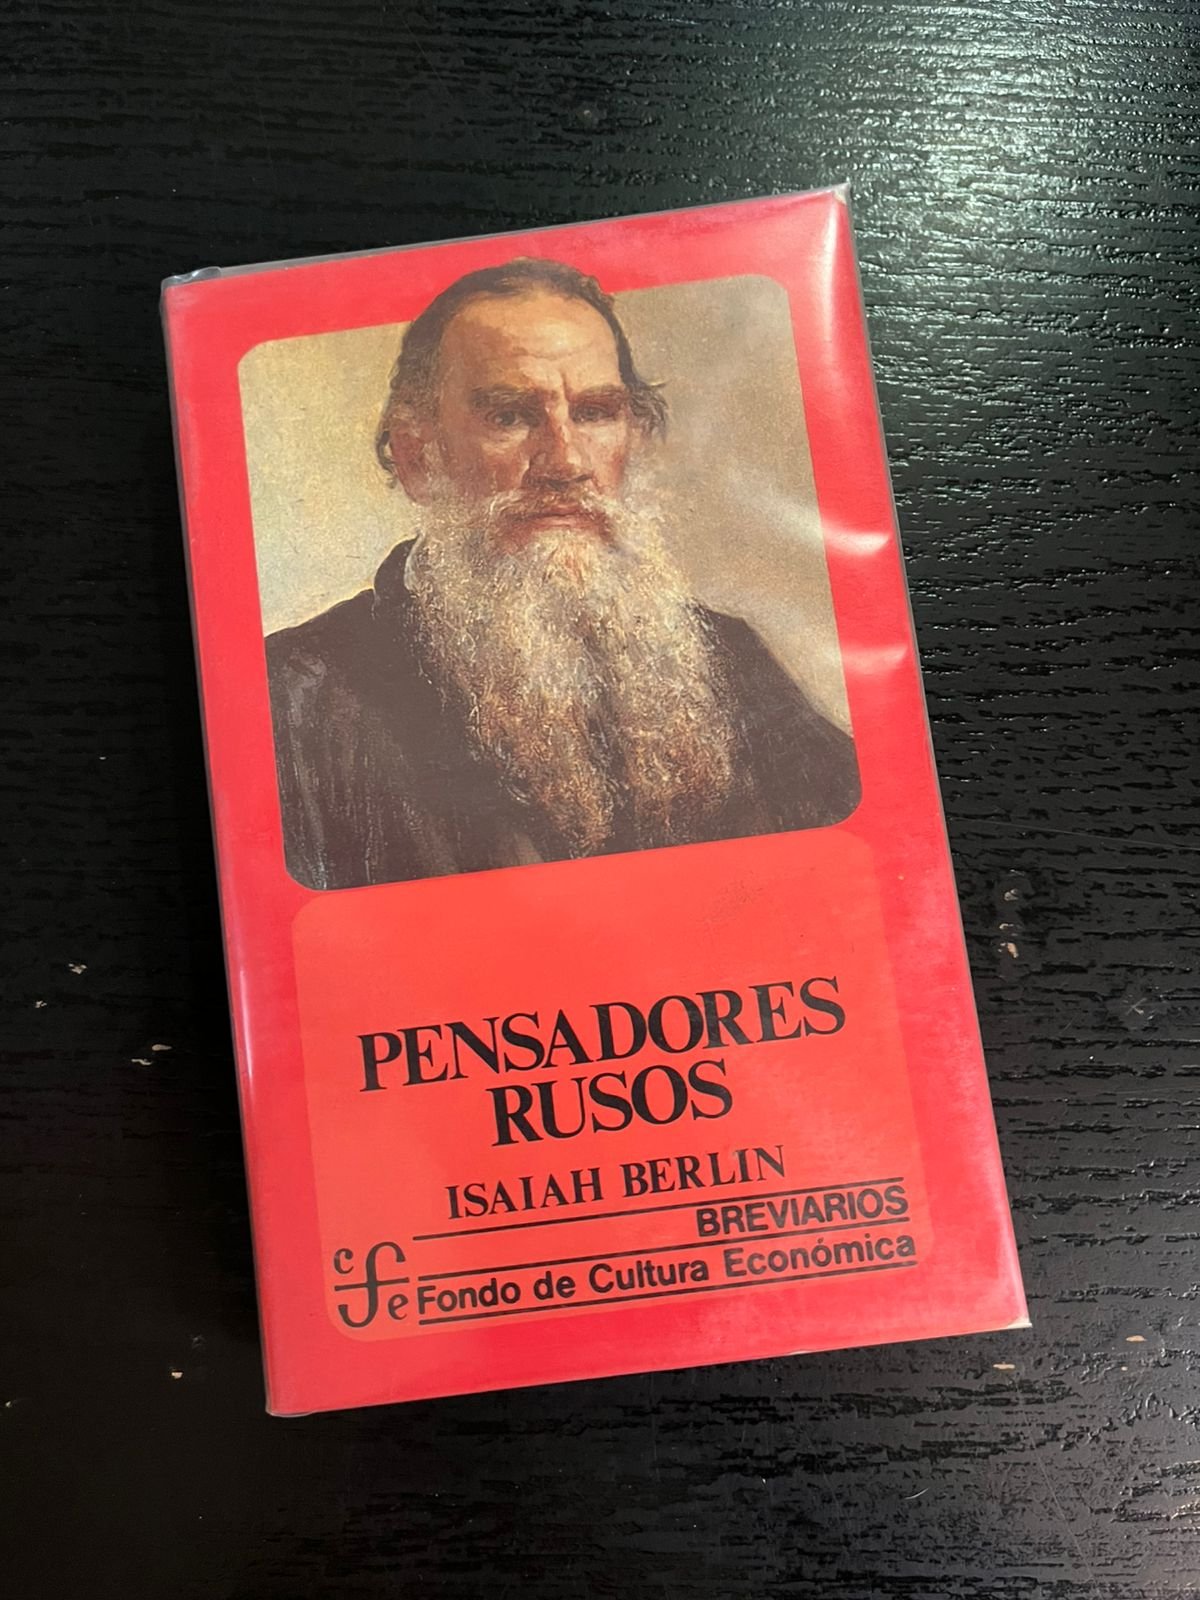 PENSADORES
RUSOS
ISAIAH BERLIN
BREVIARIOS
cfe Fondo de Cultura Económica